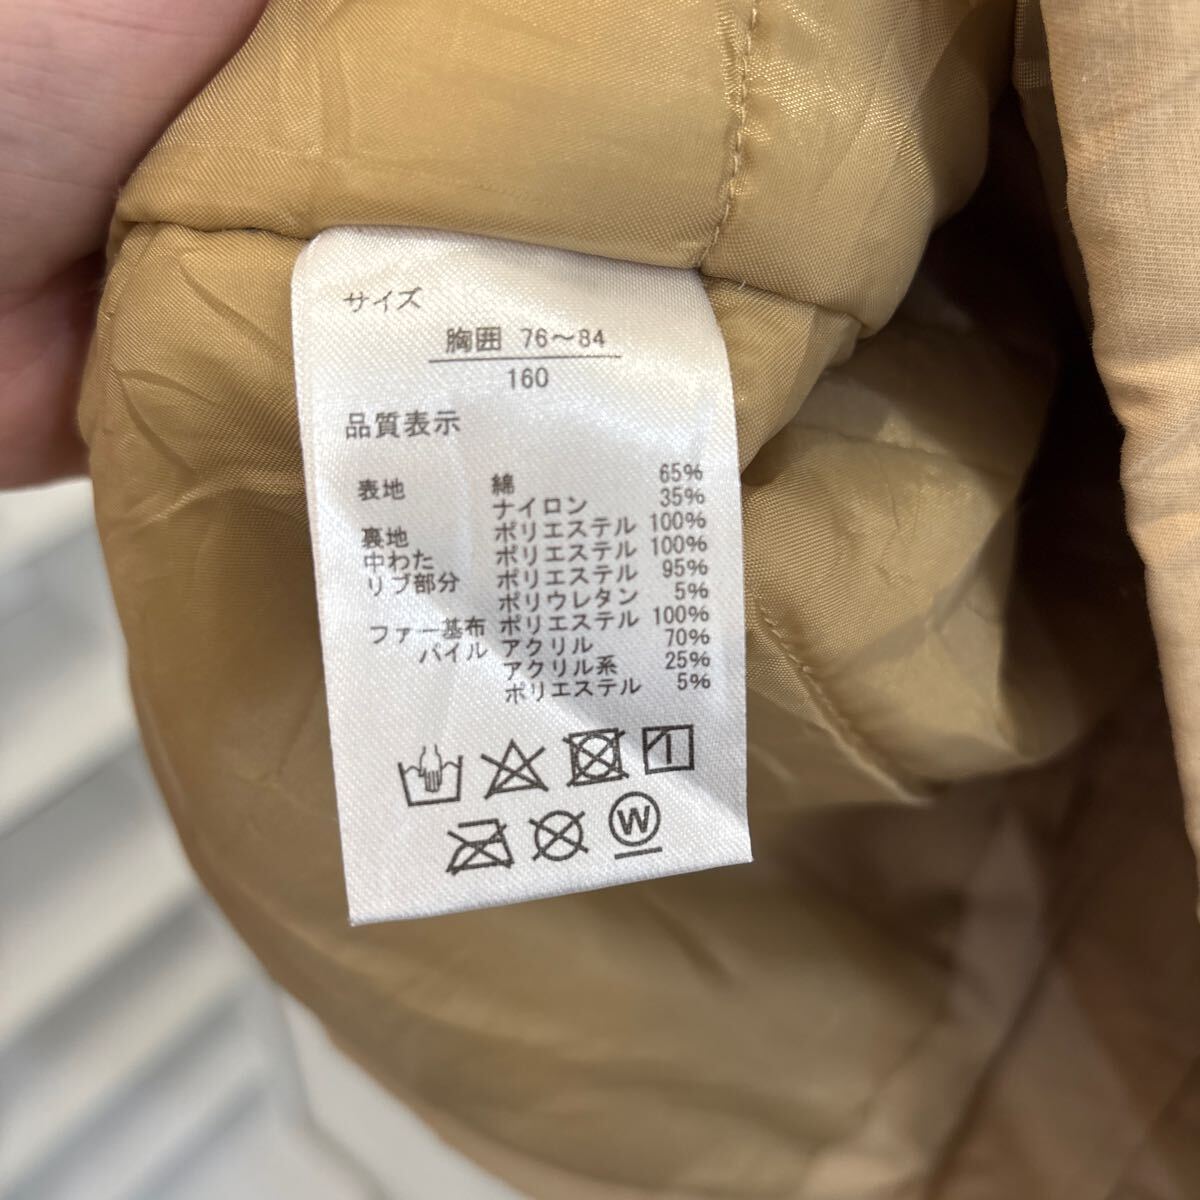 サイズ
胸囲 76〜84
160
品質表示
表地 綿 65%
ナイロン 35%
裏地 ポリエステル 100%
中わた ポリエステル 100%
リブ部分 ポリエステル 95%
ポリウレタン 5%
ファー基布 ポリエステル 100%
パイル アクリル 70%
アクリル系 25%
ポリエステル 5%
W